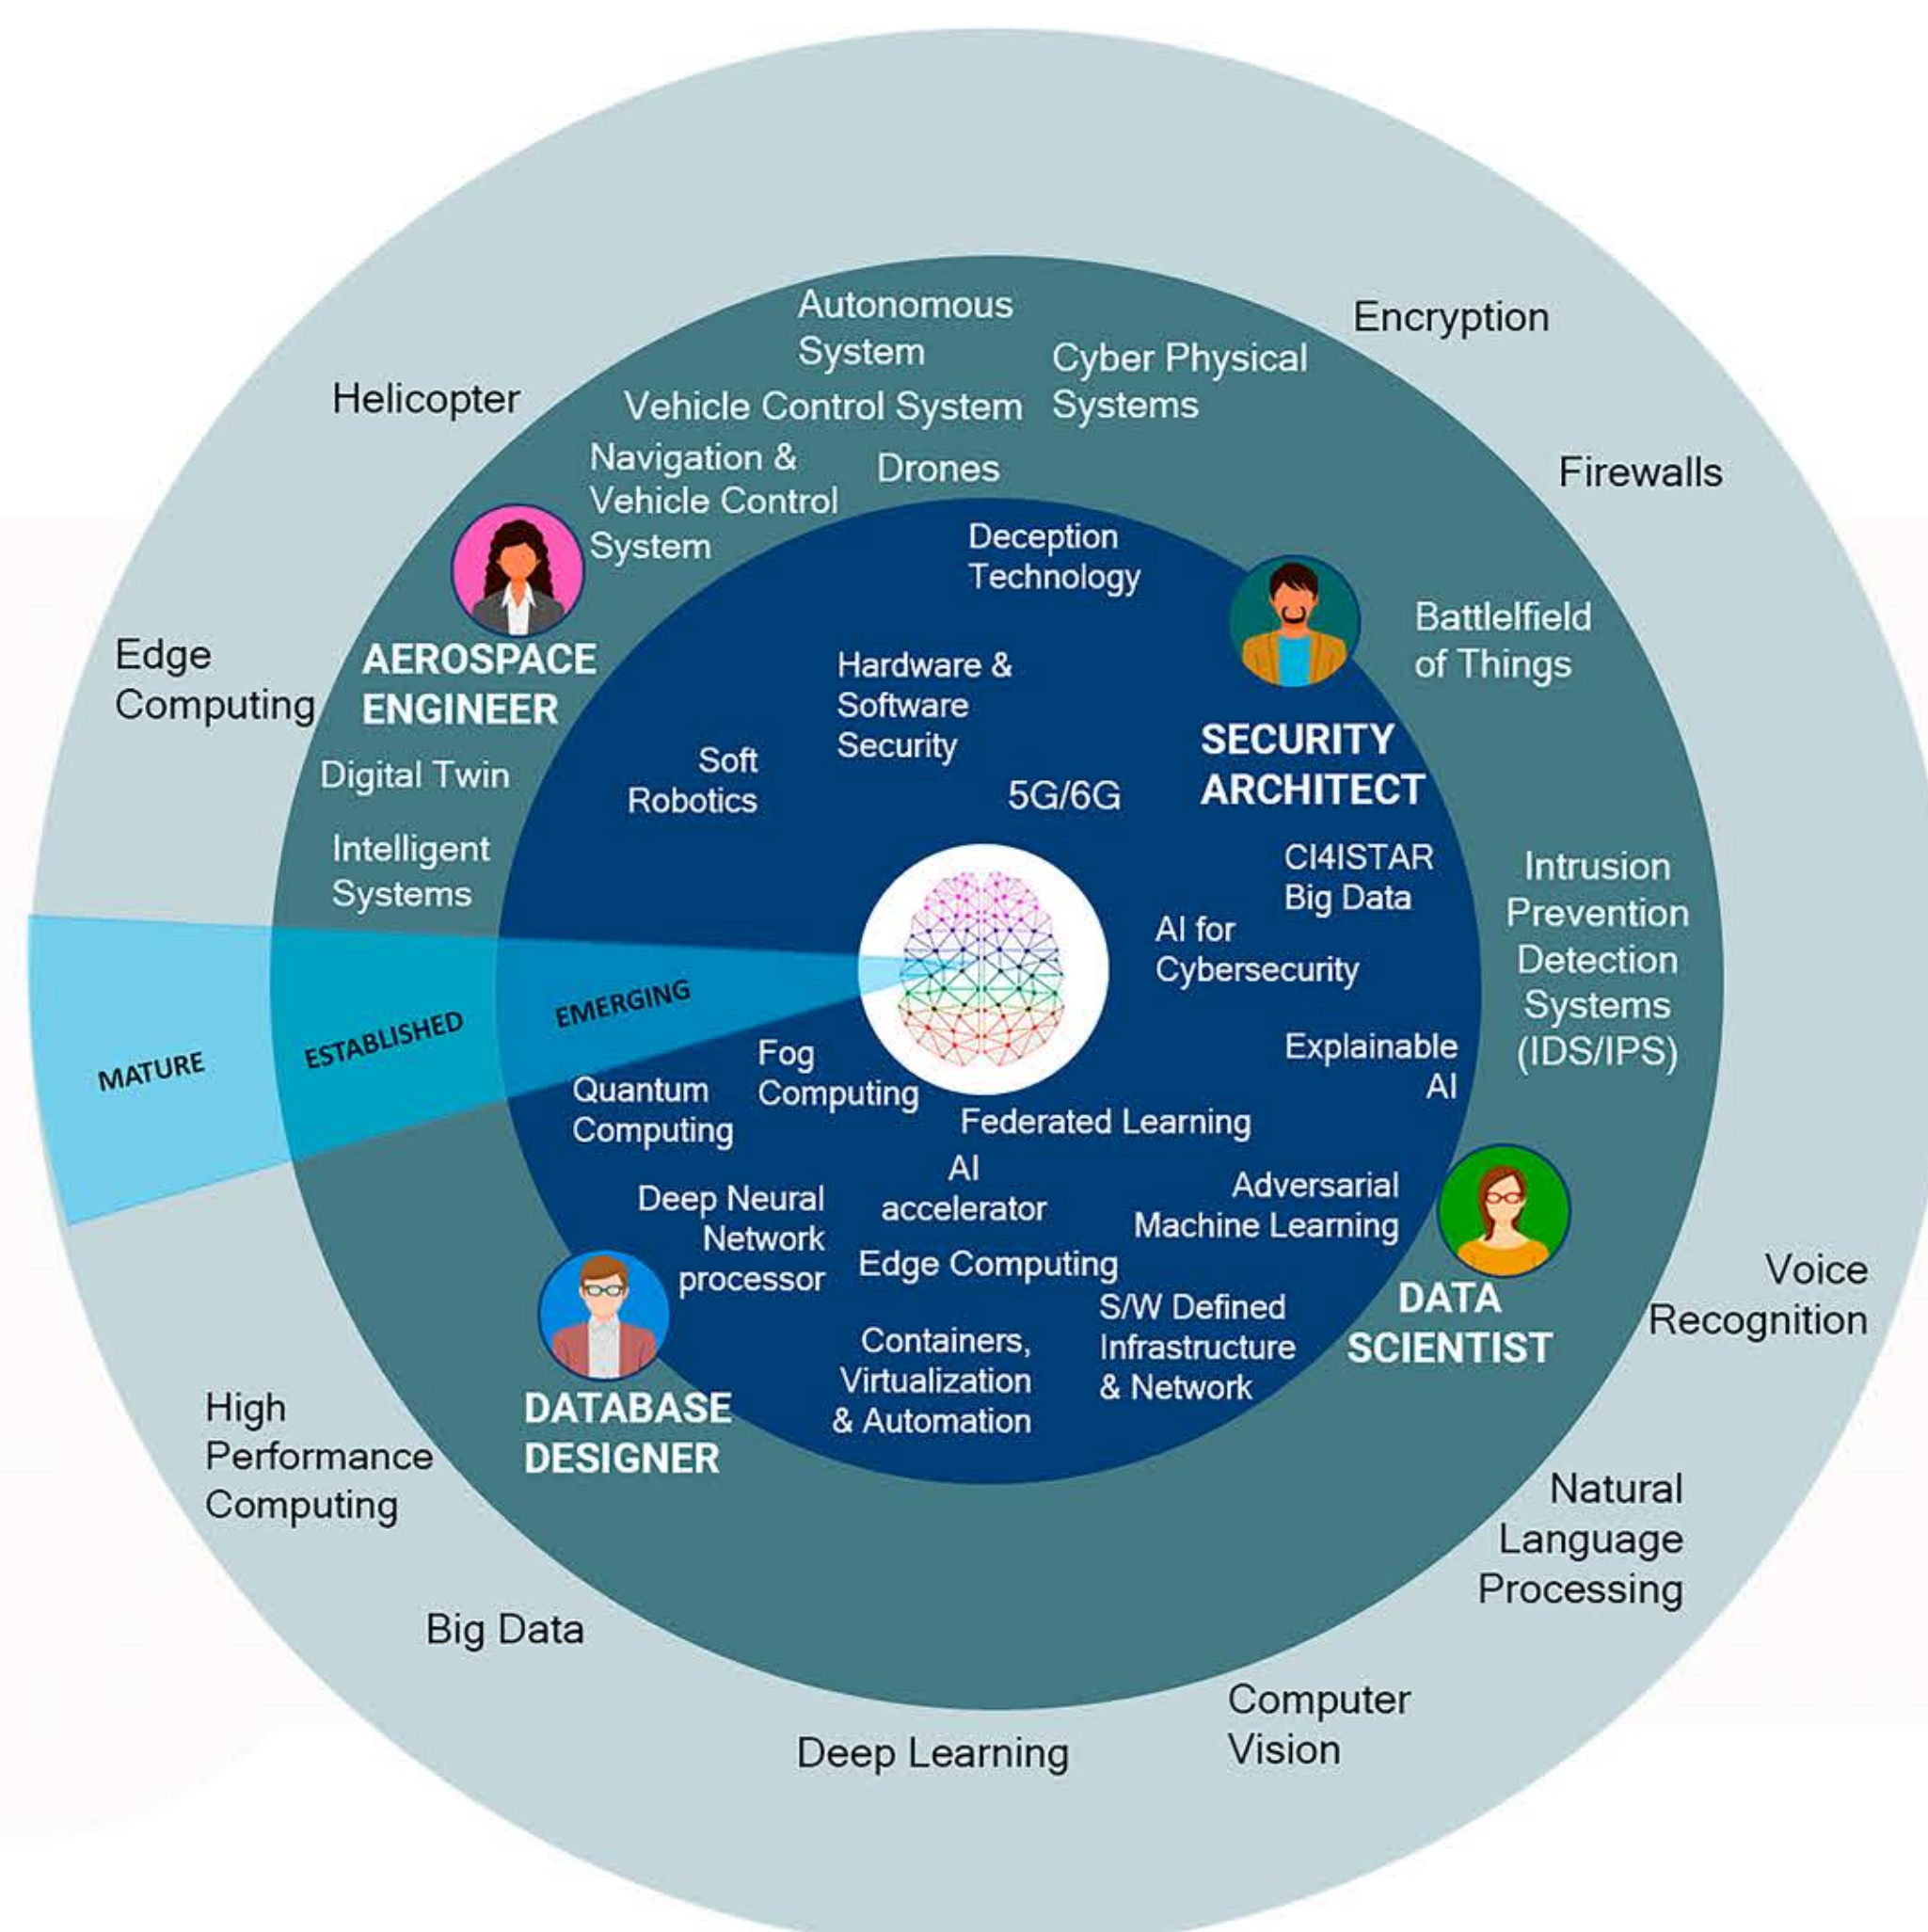 Encryption
Helicopter
Firewalls
Edge
Computing
Autonomous
System
Cyber Physical
Systems
Vehicle Control System
Navigation &
Vehicle Control
System
Drones
AEROSPACE
ENGINEER
Digital Twin
Intelligent
Systems
Battlelfield
of Things
Intrusion
Prevention
Detection
Systems
(IDS/IPS)
Deception
Technology
Hardware &
Software
Security
Soft
Robotics
5G/6G
SECURITY
ARCHITECT
CI4ISTAR
Big Data
AI for
Cybersecurity
Explainable
AI
MATURE
ESTABLISHED
EMERGING
Fog
Computing
Quantum
Computing
Federated Learning
AI
accelerator
Deep Neural
Network
processor
Adversarial
Machine Learning
Edge Computing
S/W Defined
Infrastructure
& Network
Containers,
Virtualization
& Automation
DATA
SCIENTIST
DATABASE
DESIGNER
Voice
Recognition
High
Performance
Computing
Natural
Language
Processing
Big Data
Computer
Vision
Deep Learning